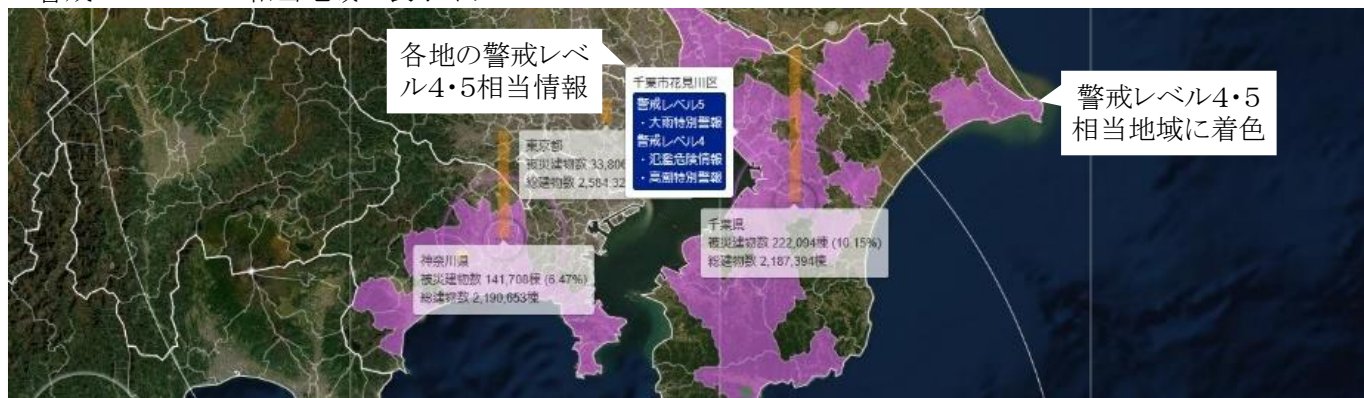 各地の警戒レベ
ル4・5相当情報
千葉市花見川区
警戒レベル5
・大雨特別警報
警戒レベル4
・氾濫危険情報
・高潮特別警報
警戒レベル4・5
相当地域に着色
東京都
被災建物数 33,806
総建物数 2,584,32
千葉県
被災建物数 222,094棟 (10.15%)
総建物数 2,187,394棟
神奈川県
被災建物数 141,708棟 (6.47%)
総建物数 2,190,653棟